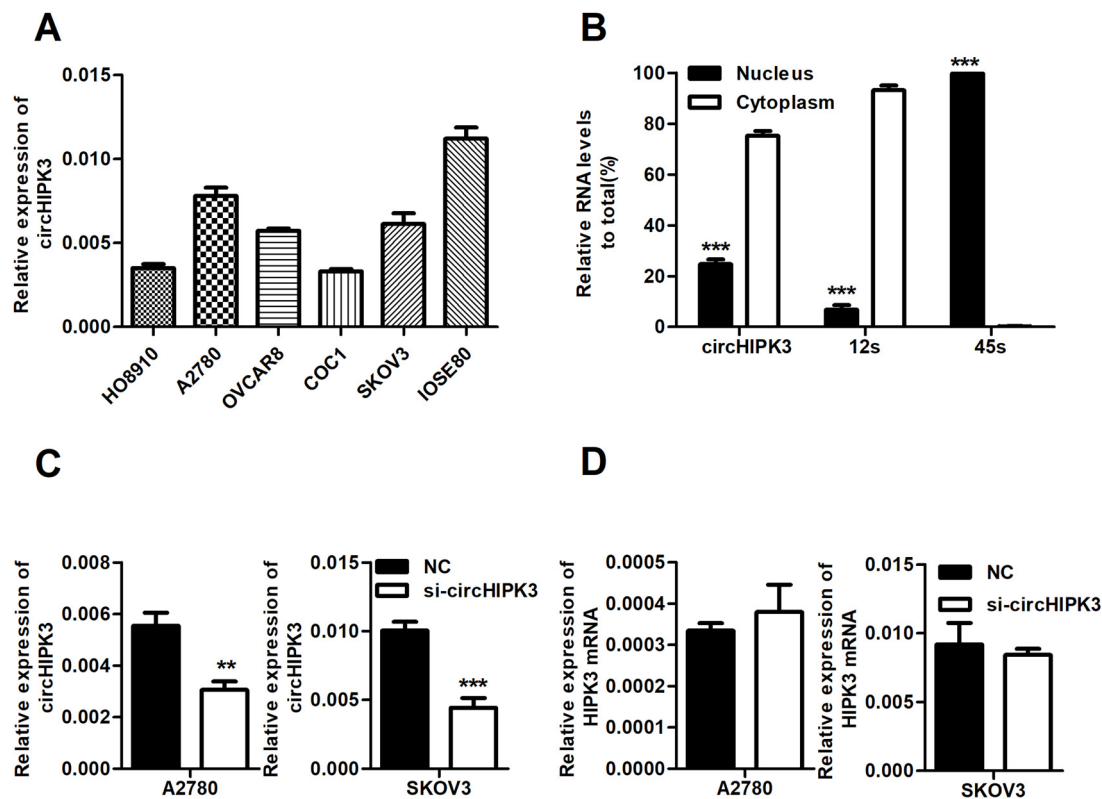 A
Relative expression of
circHIPK3
0.015
0.010
0.005
0.000
HO8910
A2780
OVCAR8
COC1
SKOV3
IOSE80
B
Relative RNA levels
to total(%)
100
80
60
40
20
0
Nucleus
Cytoplasm
***
***
***
circHIPK3
12s
45s
C
Relative expression of
circHIPK3
0.008
0.006
0.004
0.002
0.000
**
A2780
Relative expression of
circHIPK3
0.015
0.010
0.005
0.000
NC
si-circHIPK3
***
SKOV3
D
Relative expression of
HIPK3 mRNA
0.0005
0.0004
0.0003
0.0002
0.0001
0.0000
A2780
Relative expression of
HIPK3 mRNA
0.015
0.010
0.005
0.000
NC
si-circHIPK3
SKOV3